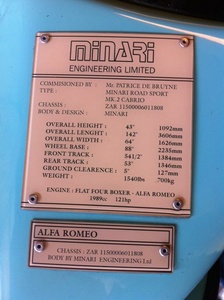 MINARI
ENGINEERING LIMITED
COMMISIONED BY : Mr. PATRICE DE BRUYNE
TYPE : MINARI ROAD SPORT
MK.2 CABRIO
CHASSIS : ZAR 11500006011808
BODY & DESIGN : MINARI
OVERALL HEIGHT : 43" 1092mm
OVERALL LENGHT : 142" 3606mm
OVERALL WIDTH : 64" 1626mm
WHEEL BASE : 88" 2235mm
FRONT TRACK : 541/2" 1384mm
REAR TRACK : 53" 1346mm
GROUND CLEARENCE : 5" 127mm
WEIGHT : 1540lbs 700kg
ENGINE : FLAT FOUR BOXER - ALFA ROMEO
1989cc 121hp
ALFA ROMEO
CHASSIS : ZAR 11500006011808
BODY BY MINARI ENGINEERING Ltd